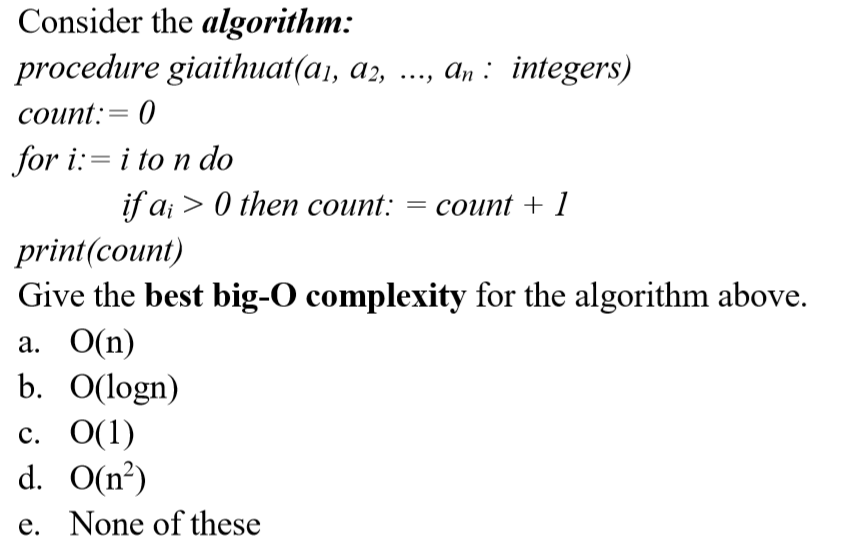 Consider the algorithm:
procedure giaithuat(a1, a2, ..., an : integers)
count:= 0
for i:= i to n do
if ai > 0 then count: = count + 1
print(count)
Give the best big-O complexity for the algorithm above.
a. O(n)
b. O(logn)
c. O(1)
d. O(n²)
e. None of these